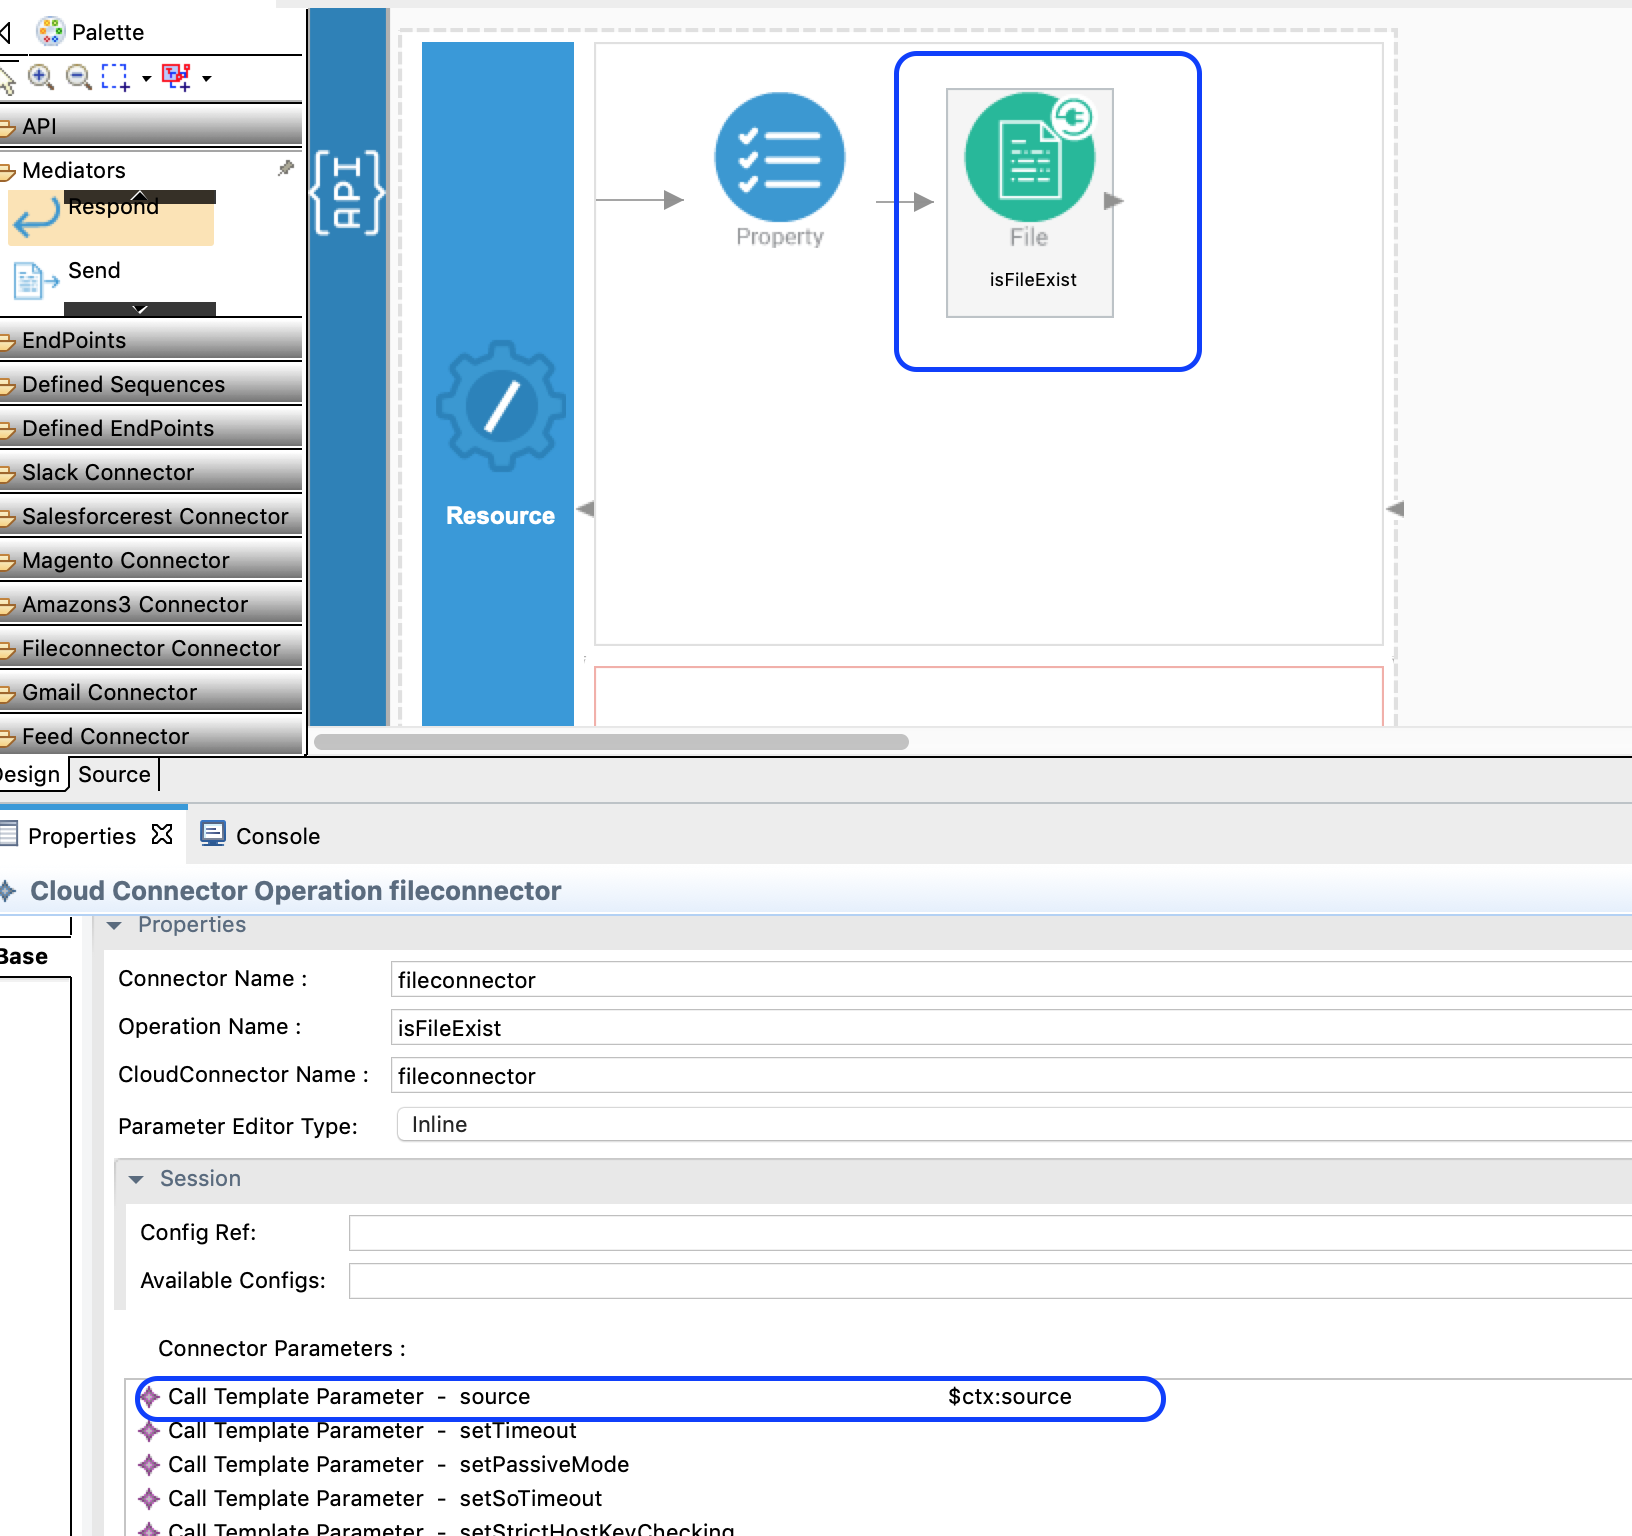 Palette
API
Mediators
Respond
Send
EndPoints
Defined Sequences
Defined EndPoints
Slack Connector
Salesforcerest Connector
Magento Connector
Amazons3 Connector
Fileconnector Connector
Gmail Connector
Feed Connector
{API}
Resource
Property
File
isFileExist
Design
Source
Properties
Console
Cloud Connector Operation fileconnector
Base
Properties
Connector Name :
fileconnector
Operation Name :
isFileExist
CloudConnector Name :
fileconnector
Parameter Editor Type:
Inline
Session
Config Ref:
Available Configs:
Connector Parameters :
Call Template Parameter - source $ctx:source
Call Template Parameter - setTimeout
Call Template Parameter - setPassiveMode
Call Template Parameter - setSoTimeout
Call Template Parameter - setStrictHostKeyChecking